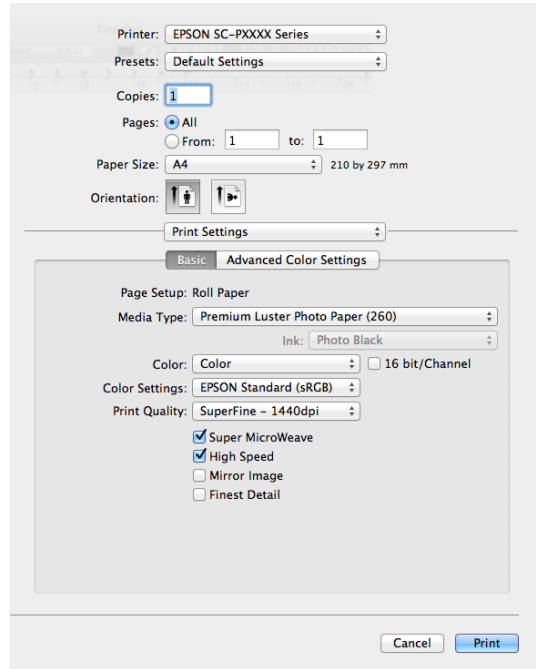 Printer: EPSON SC-PXXXX Series
Presets: Default Settings
Copies: 1
Pages: All
From: 1 to: 1
Paper Size: A4 210 by 297 mm
Orientation:
Print Settings
Basic Advanced Color Settings
Page Setup: Roll Paper
Media Type: Premium Luster Photo Paper (260)
Ink: Photo Black
Color: Color 16 bit/Channel
Color Settings: EPSON Standard (sRGB)
Print Quality: SuperFine – 1440dpi
Super MicroWeave
High Speed
Mirror Image
Finest Detail
Cancel Print